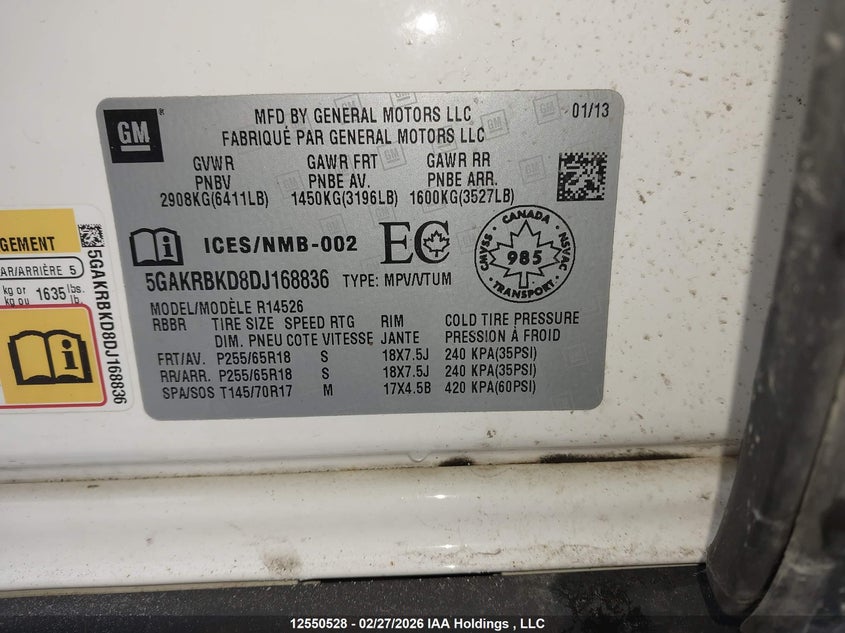 GM
MFD BY GENERAL MOTORS LLC 01/13
FABRIQUÉ PAR GENERAL MOTORS LLC
GVWR GAWR FRT GAWR RR
PNBV PNBE AV. PNBE ARR.
2908KG(6411LB) 1450KG(3196LB) 1600KG(3527LB)
ICES/NMB-002 EC
CANADA
CMVSS 985 NSVAC
TRANSPORT
5GAKRBKD8DJ168836 TYPE: MPV/VTUM
MODEL/MODÈLE R14526
RBBR TIRE SIZE SPEED RTG RIM COLD TIRE PRESSURE
DIM. PNEU COTE VITESSE JANTE PRESSION À FROID
FRT/AV. P255/65R18 S 18X7.5J 240 KPA(35PSI)
RR/ARR. P255/65R18 S 18X7.5J 240 KPA(35PSI)
SPA/SOS T145/70R17 M 17X4.5B 420 KPA(60PSI)
GEMENT
AR/ARRIÈRE 5
kg or lbs.
kg ou 1635 lb.
5GAKRBKD8DJ168836
12550528 - 02/27/2026 IAA Holdings , LLC